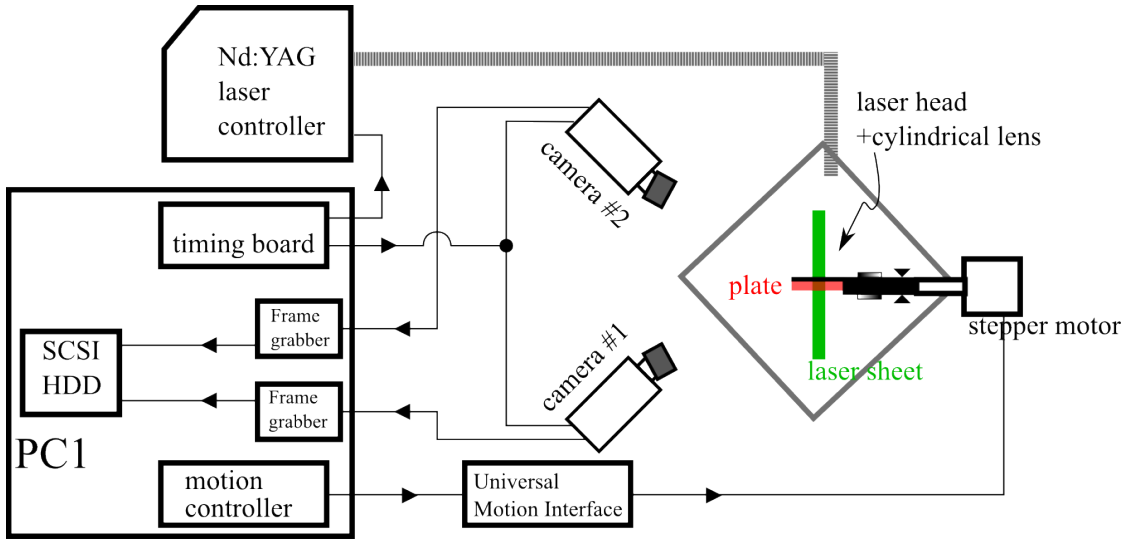 Nd:YAG
laser
controller
laser head
+cylindrical lens
camera #2
timing board
plate
Frame
grabber
stepper motor
SCSI
HDD
camera #1
laser sheet
Frame
grabber
PC1
motion
controller
Universal
Motion Interface